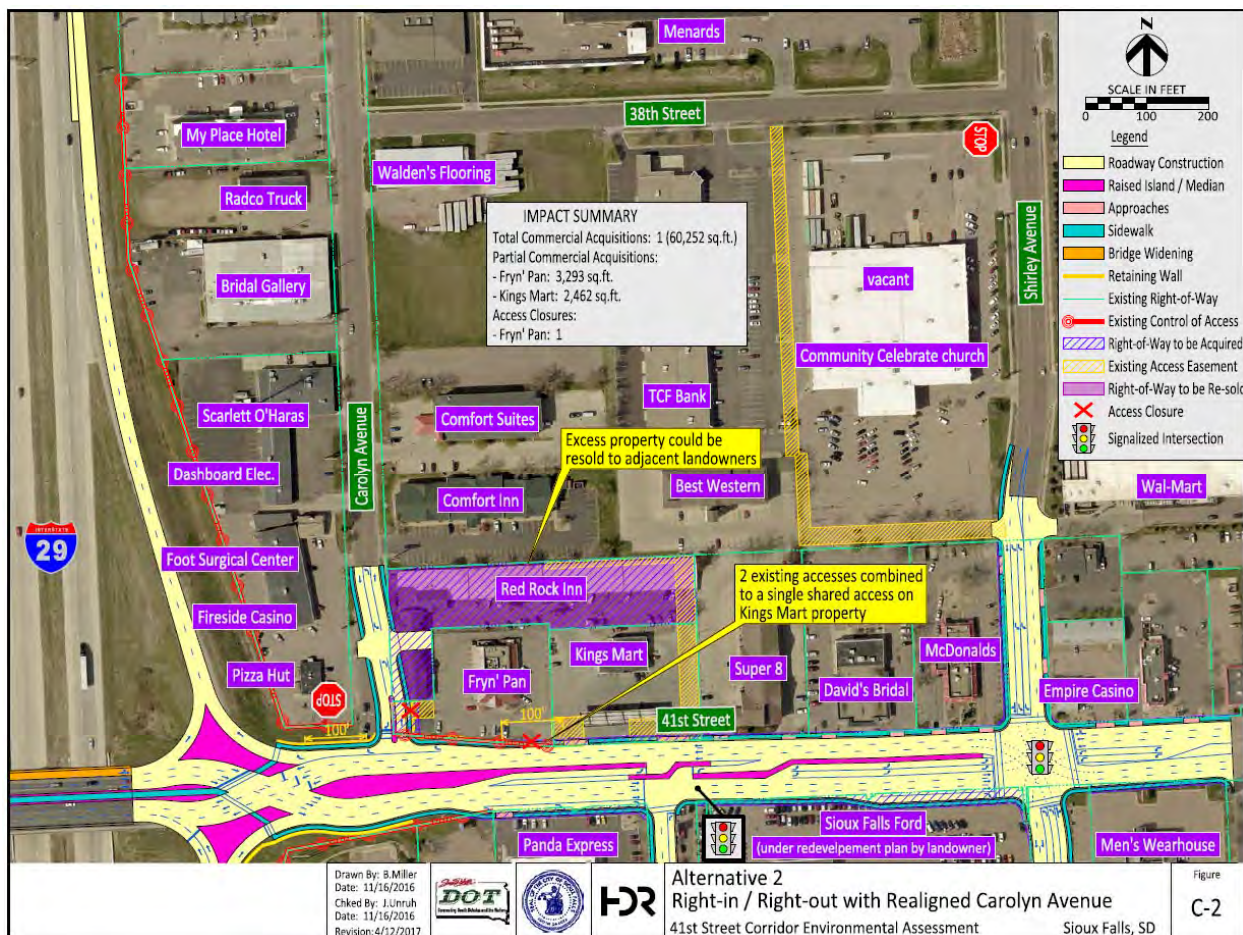 Menards
38th Street
My Place Hotel
Walden's Flooring
STOP
Radco Truck
Shirley Avenue
IMPACT SUMMARY
Total Commercial Acquisitions: 1 (60,252 sq.ft.)
Partial Commercial Acquisitions:
- Fryn' Pan: 3,293 sq.ft.
- Kings Mart: 2,462 sq.ft.
Access Closures:
- Fryn' Pan: 1
Bridal Gallery
vacant
Community Celebrate church
Scarlett O'Haras
Carolyn Avenue
Comfort Suites
TCF Bank
Excess property could be
resold to adjacent landowners
Dashboard Elec.
Comfort Inn
Best Western
Wal-Mart
INTERSTATE
29
Foot Surgical Center
Red Rock Inn
2 existing accesses combined
to a single shared access on
Kings Mart property
Fireside Casino
Pizza Hut
Fryn' Pan
Kings Mart
Super 8
David's Bridal
McDonalds
Empire Casino
STOP
100'
100'
41st Street
Panda Express
Sioux Falls Ford
(under redevelpement plan by landowner)
Men's Wearhouse
N
SCALE IN FEET
0
100
200
Legend
Roadway Construction
Raised Island / Median
Approaches
Sidewalk
Bridge Widening
Retaining Wall
Existing Right-of-Way
Existing Control of Access
Right-of-Way to be Acquired
Existing Access Easement
Right-of-Way to be Re-sold
Access Closure
Signalized Intersection
Drawn By: B.Miller
Date: 11/16/2016
Chked By: J.Unruh
Date: 11/16/2016
Revision:4/12/2017
DOT
HDR
Alternative 2
Right-in / Right-out with Realigned Carolyn Avenue
41st Street Corridor Environmental Assessment
Sioux Falls, SD
Figure
C-2